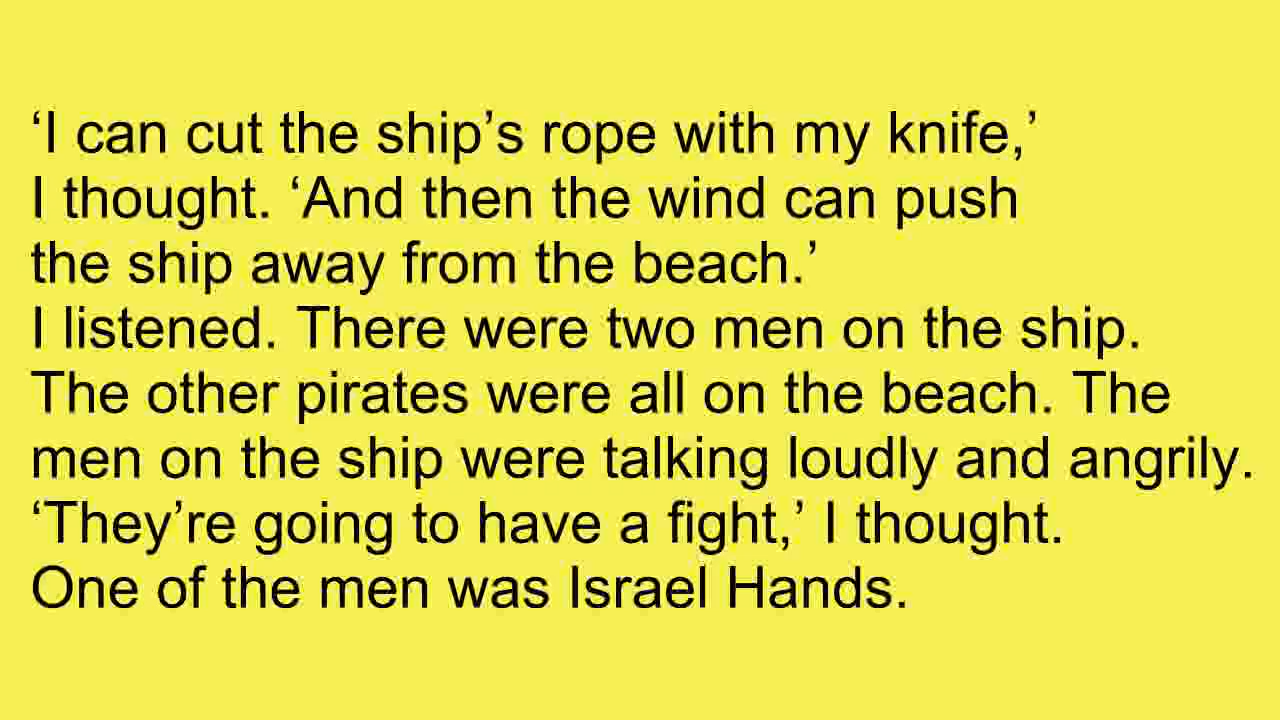 ‘I can cut the ship’s rope with my knife,’
I thought. ‘And then the wind can push
the ship away from the beach.’
I listened. There were two men on the ship.
The other pirates were all on the beach. The
men on the ship were talking loudly and angrily.
‘They’re going to have a fight,’ I thought.
One of the men was Israel Hands.